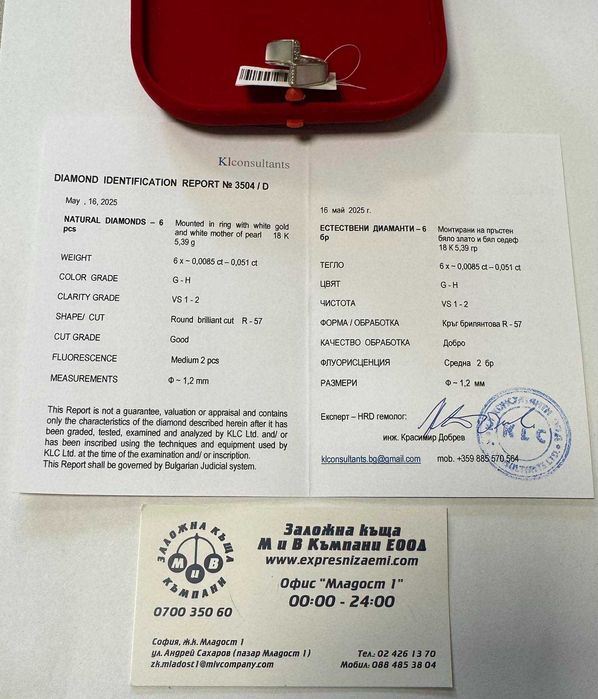 Klconsultants
DIAMOND IDENTIFICATION REPORT № 3504 / D
May , 16, 2025
NATURAL DIAMONDS – 6 pcs
Mounted in ring with white gold
and white mother of pearl 18 K
5,39 g
WEIGHT 6 x ~ 0,0085 ct – 0,051 ct
COLOR GRADE G - H
CLARITY GRADE VS 1 - 2
SHAPE/ CUT Round brilliant cut R - 57
CUT GRADE Good
FLUORESCENCE Medium 2 pcs
MEASUREMENTS Ф ~ 1,2 mm
This Report is not a guarantee, valuation or appraisal and contains
only the characteristics of the diamond described herein after it has
been graded, tested, examined and analyzed by KLC Ltd. and/ or
has been inscribed using the techniques and equipment used by
KLC Ltd. at the time of the examination and/ or inscription.
This Report shall be governed by Bulgarian Judicial system.
16 май 2025 г.
ЕСТЕСТВЕНИ ДИАМАНТИ – 6 бр
Монтирани на пръстен
бяло злато и бял седеф
18 K 5,39 гр
ТЕГЛО 6 x ~ 0,0085 ct – 0,051 ct
ЦВЯТ G - H
ЧИСТОТА VS 1 - 2
ФОРМА / ОБРАБОТКА Кръг брилянтова R - 57
КАЧЕСТВО ОБРАБОТКА Добро
ФЛУОРИСЦЕНЦИЯ Средна 2 бр
РАЗМЕРИ Ф ~ 1,2 мм
Експерт – HRD гемолог:
инж. Красимир Добрев
klconsultants.bg@gmail.com mob. +359 885 570 564
K L C
ЗАЛОЖНА КЪЩА
М и В
КЪМПАНИ
0700 350 60
Заложна къща
М и В Къмпани ЕООД
www.expresnizaemi.com
Офис "Младост 1"
00:00 - 24:00
София, ж.к. Младост 1
ул. Андрей Сахаров (пазар Младост 1)
zk.mladost1@mivcompany.com
Тел.: 02 426 13 70
Мобил: 088 485 38 04